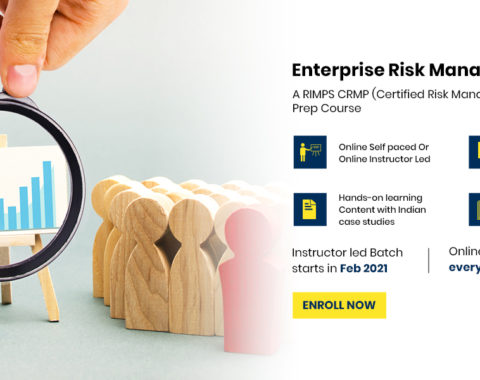 Enterprise Risk Mana
A RIMPS CRMP (Certified Risk Mana
Prep Course
Online Self paced Or
Online Instructor Led
Hands-on learning
Content with Indian
case studies
Instructor led Batch
starts in Feb 2021
Online
every
ENROLL NOW